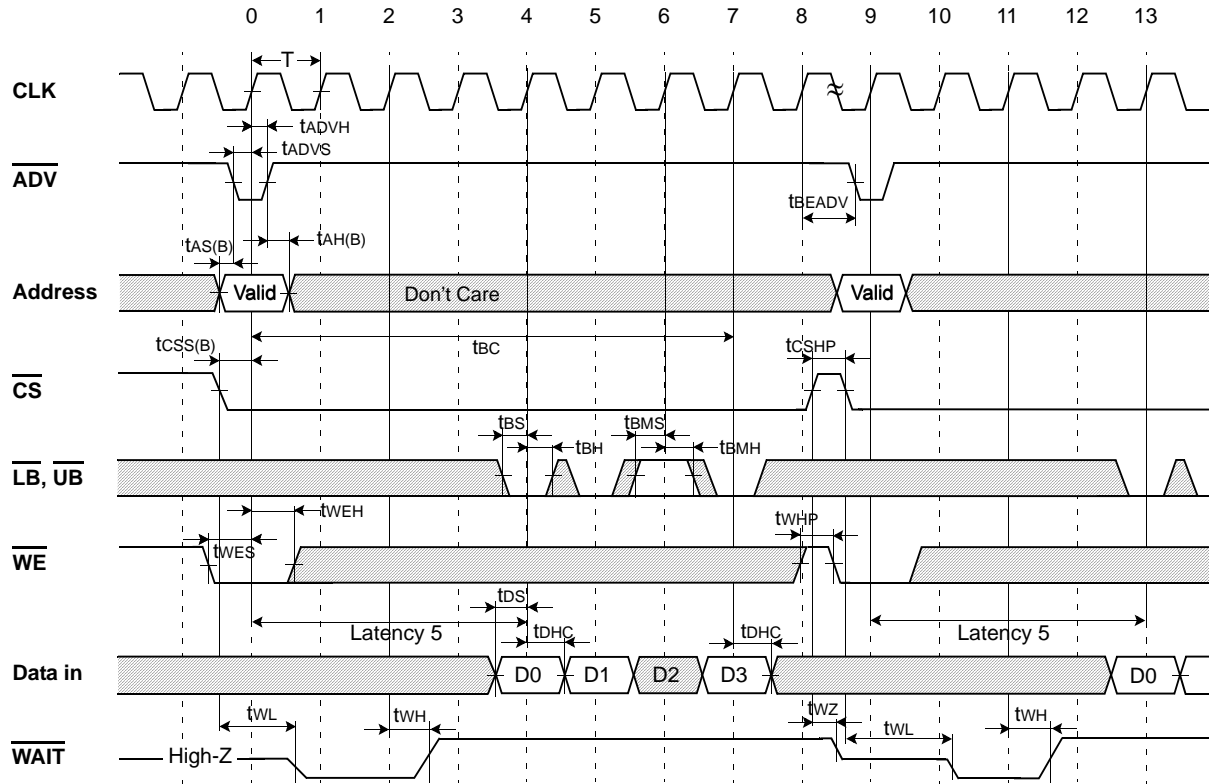 0 1 2 3 4 5 6 7 8 9 10 11 12 13
T
CLK
tADVH
tADVS
ADV
tBEADV
tAS(B) tAH(B)
Address Valid Don't Care Valid
tCSS(B) tBC tCSHP
CS
tBS tBMS
tBH tBMH
LB, UB
tWEH tWHP
tWES
WE
tDS
Latency 5 tDHC tDHC Latency 5
Data in D0 D1 D2 D3 D0
tWL tWH tWZ tWL tWH
WAIT High-Z